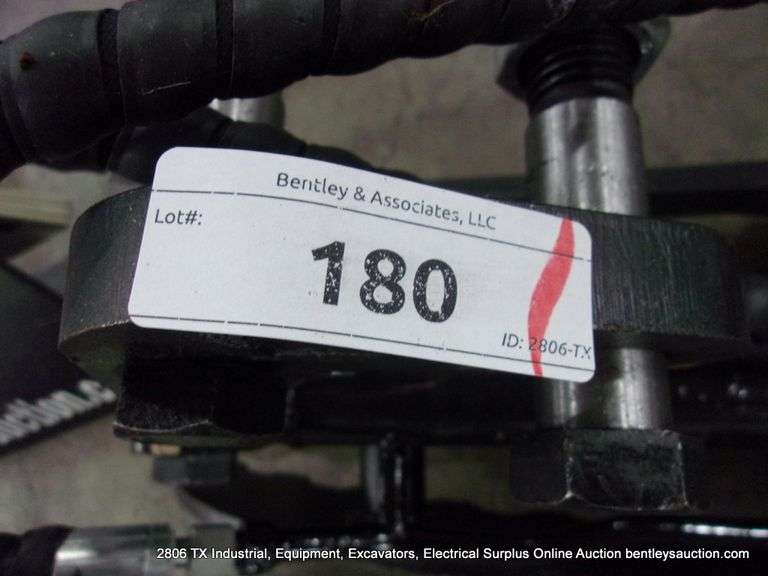 Bentley & Associates, LLC
Lot#:
180
ID: 2806-TX
2806 TX Industrial, Equipment, Excavators, Electrical Surplus Online Auction bentleysauction.com